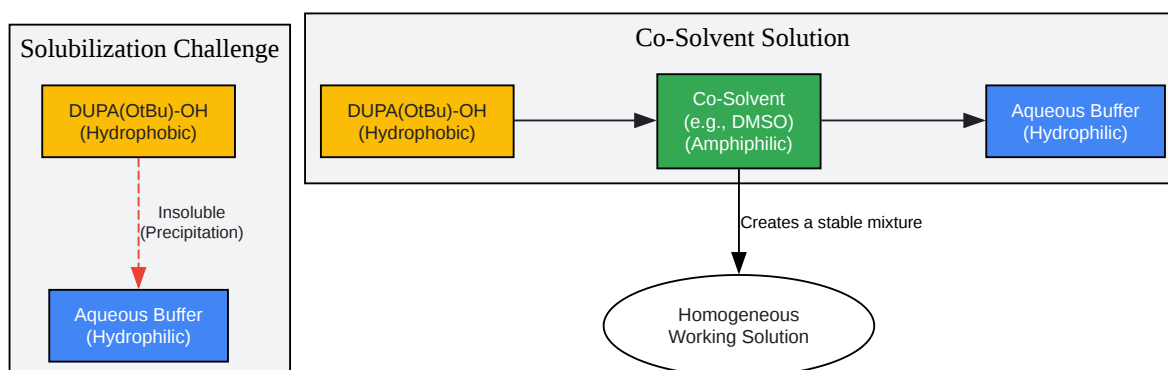 Solubilization Challenge
DUPA(OtBu)-OH
(Hydrophobic)
Insoluble
(Precipitation)
Aqueous Buffer
(Hydrophilic)
Co-Solvent Solution
DUPA(OtBu)-OH
(Hydrophobic)
Co-Solvent
(e.g., DMSO)
(Amphiphilic)
Aqueous Buffer
(Hydrophilic)
Creates a stable mixture
Homogeneous
Working Solution